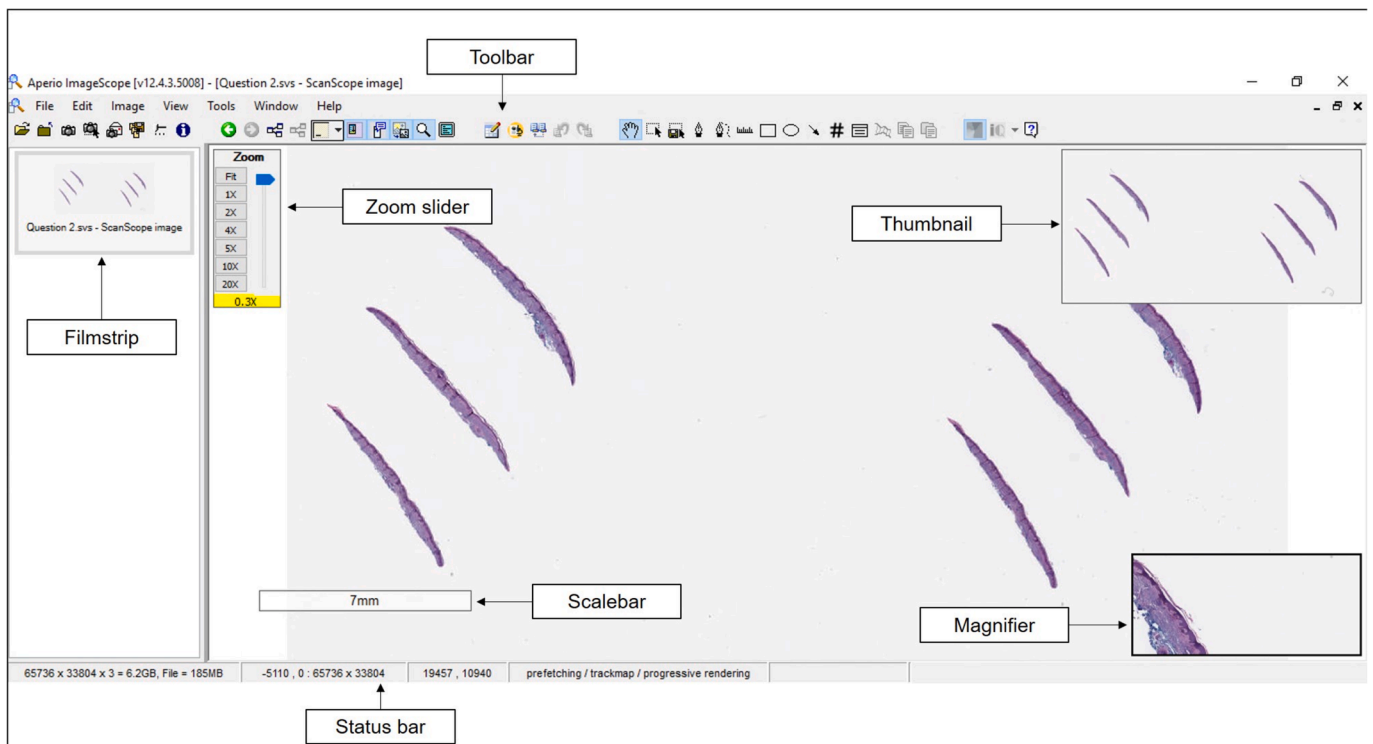 Toolbar
Aperio ImageScope [v12.4.3.5008] - [Question 2.svs - ScanScope image]
File Edit Image View Tools Window Help
Zoom
Fit
1X
2X
4X
5X
10X
20X
0.3X
Zoom slider
Thumbnail
Question 2.svs - ScanScope image
Filmstrip
7mm
Scalebar
Magnifier
65736 x 33804 x 3 = 6.2GB, File = 185MB
-5110 , 0 : 65736 x 33804
19457 , 10940
prefetching / trackmap / progressive rendering
Status bar